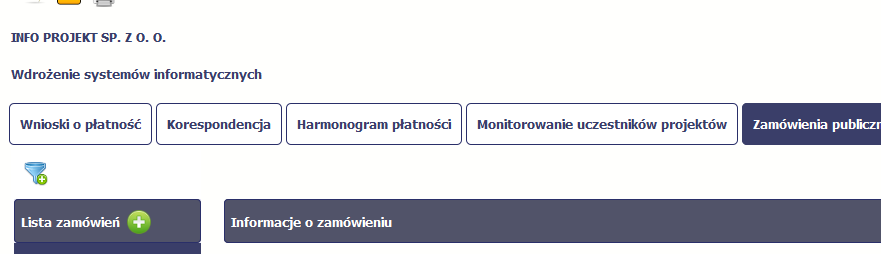 INFO PROJEKT SP. Z O. O.
Wdrożenie systemów informatycznych
Wnioski o płatność Korespondencja Harmonogram płatności Monitorowanie uczestników projektów Zamówienia publiczn
Lista zamówień Informacje o zamówieniu